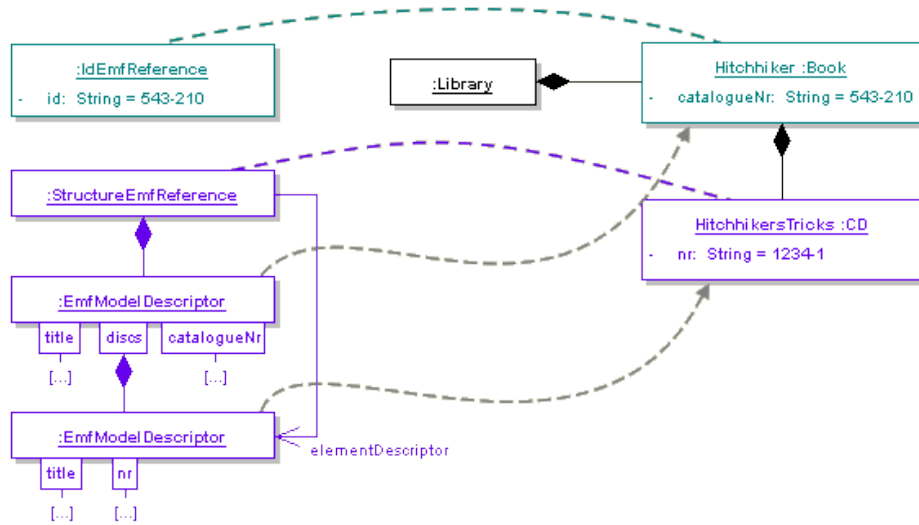 :IdEmfReference
- id: String = 543-210
:Library
Hitchhiker :Book
- catalogueNr: String = 543-210
:StructureEmfReference
HitchhikersTricks :CD
- nr: String = 1234-1
:EmfModelDescriptor
title discs catalogueNr
[...] [...]
:EmfModelDescriptor
elementDescriptor
title nr
[...] [...]